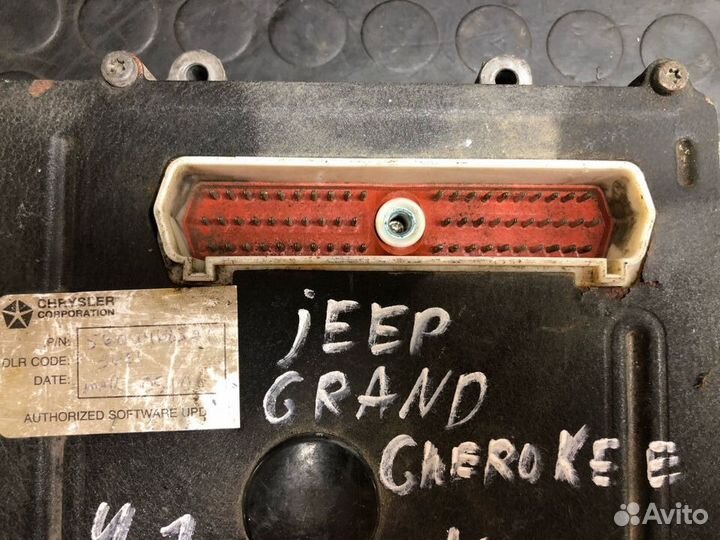 CHRYSLER
CORPORATION
P/N:
DLR CODE:
DATE:
AUTHORIZED SOFTWARE UPD
jEEP
GRAND
CHEROKEE
Avito